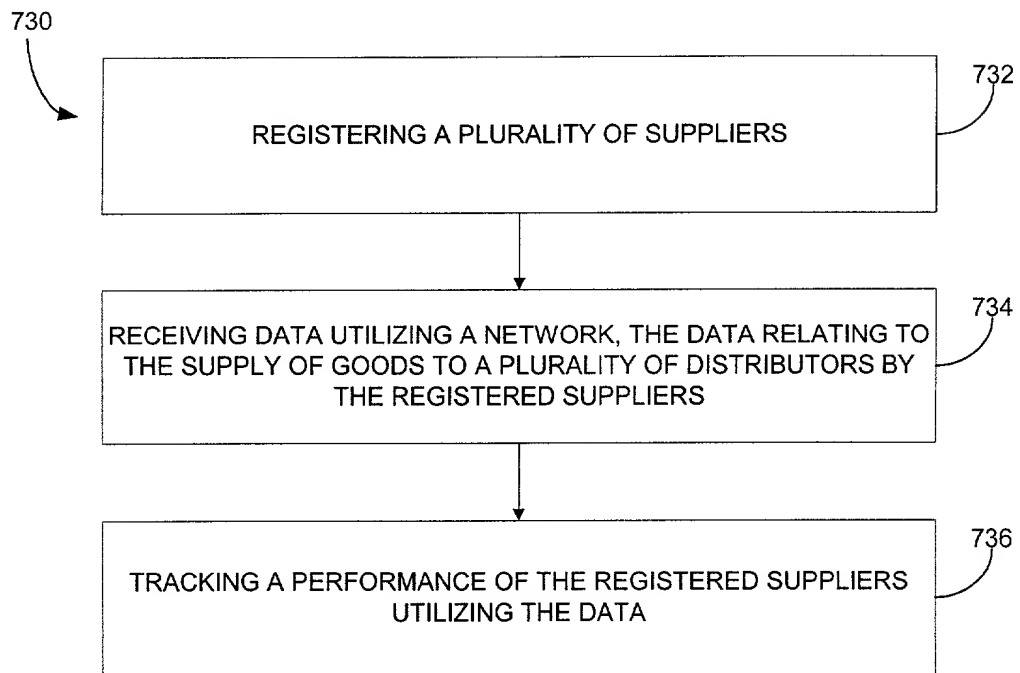 730
732
REGISTERING A PLURALITY OF SUPPLIERS
734
RECEIVING DATA UTILIZING A NETWORK, THE DATA RELATING TO
THE SUPPLY OF GOODS TO A PLURALITY OF DISTRIBUTORS BY
THE REGISTERED SUPPLIERS
736
TRACKING A PERFORMANCE OF THE REGISTERED SUPPLIERS
UTILIZING THE DATA